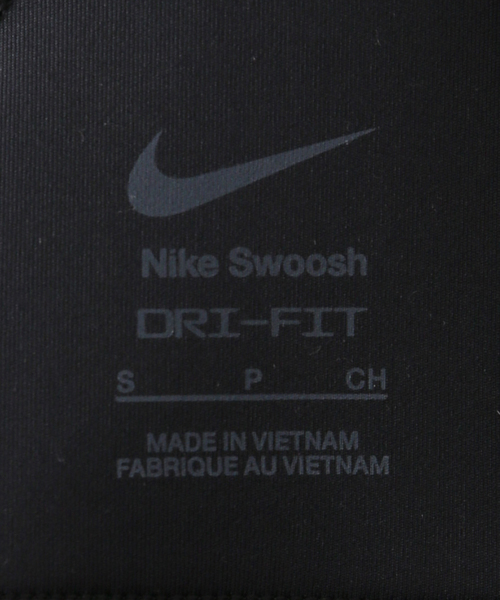 Nike Swoosh
DRI-FIT
S P CH
MADE IN VIETNAM
FABRIQUE AU VIETNAM